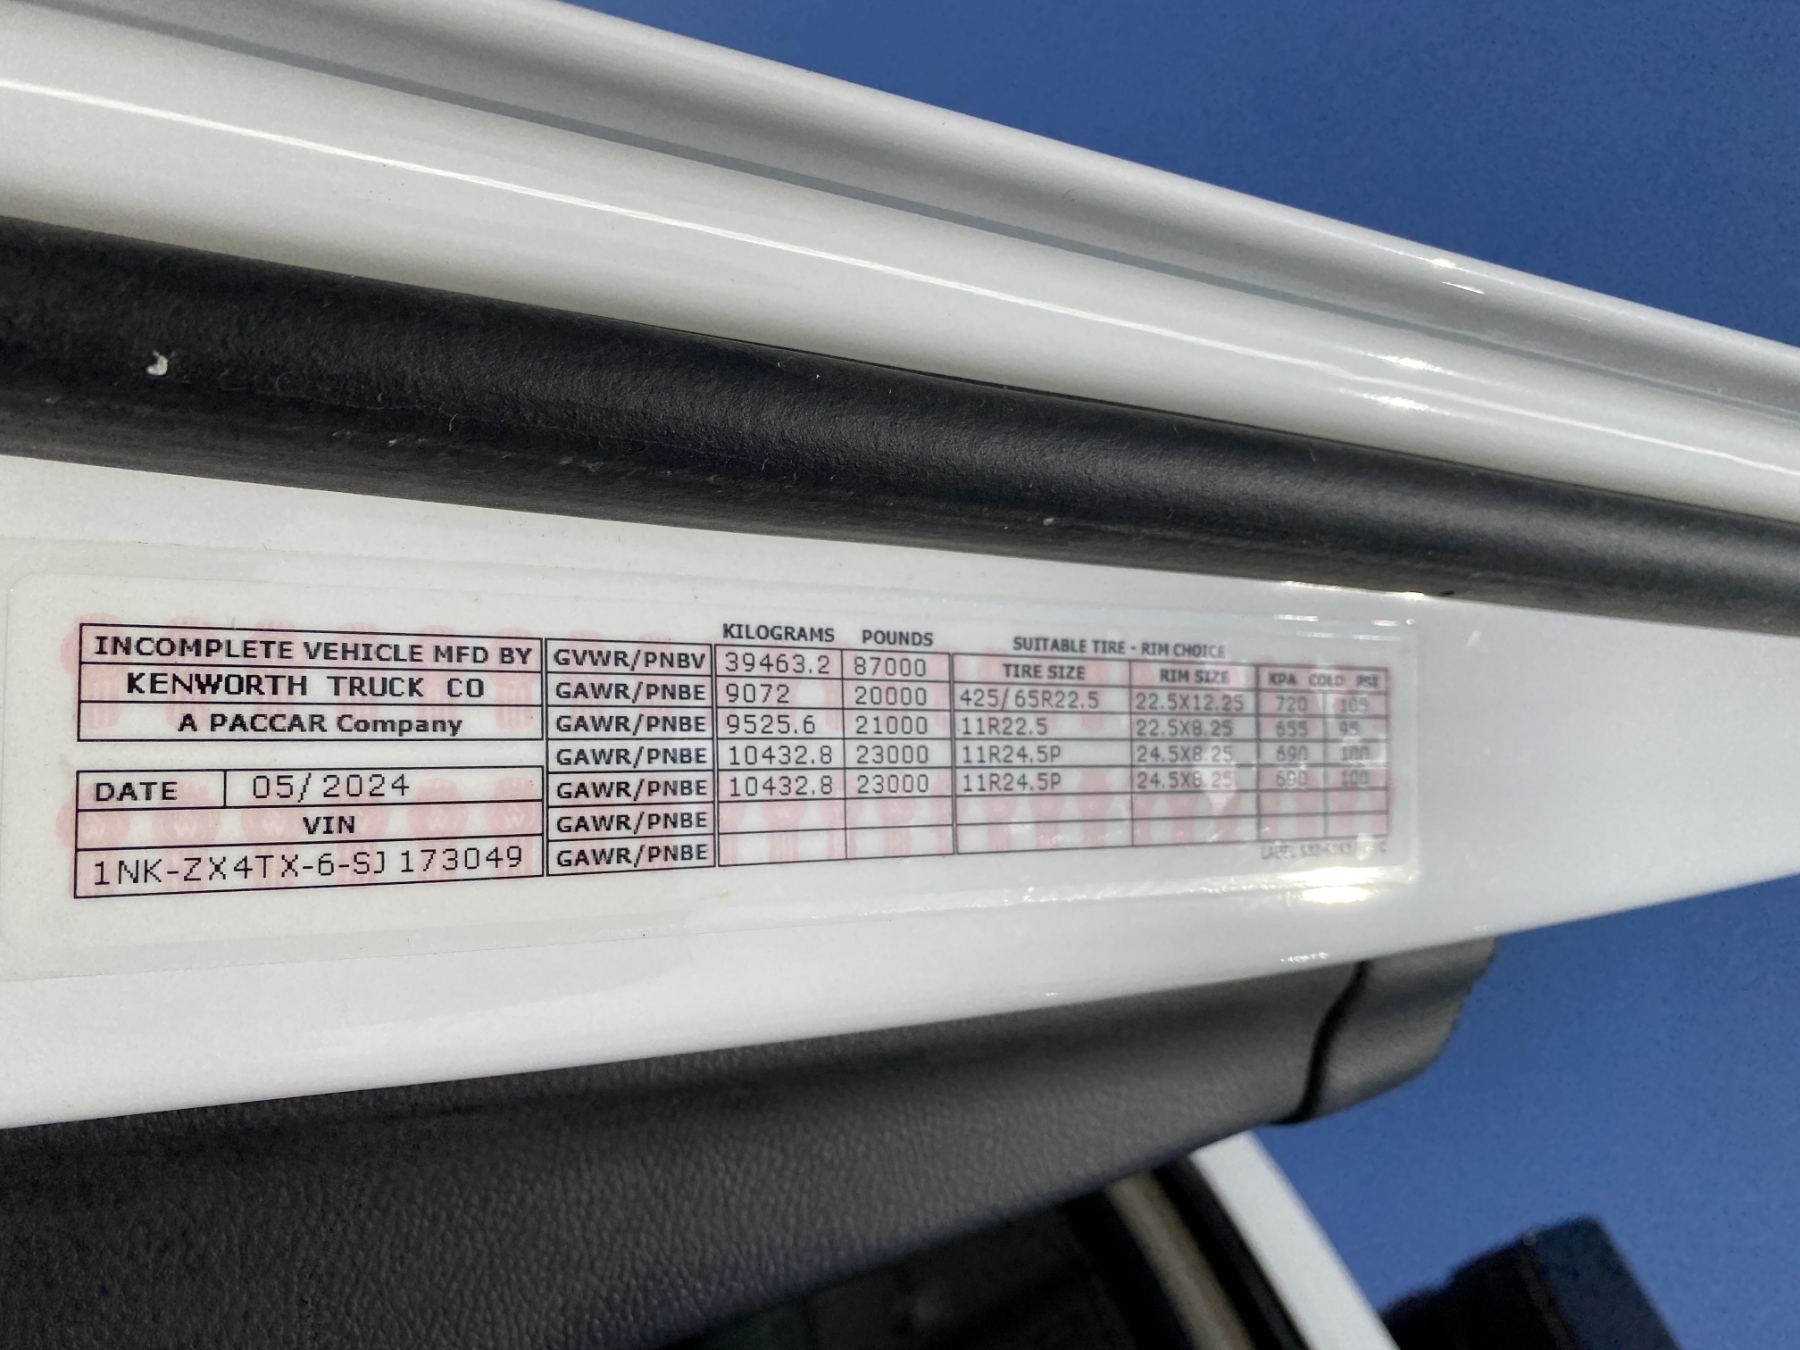 KILOGRAMS POUNDS SUITABLE TIRE - RIM CHOICE
INCOMPLETE VEHICLE MFD BY
KENWORTH TRUCK CO
A PACCAR Company
DATE 05/2024
VIN
1NK-ZX4TX-6-SJ173049
GVWR/PNBV 39463.2 87000 TIRE SIZE RIM SIZE KPA COLD PSI
GAWR/PNBE 9072 20000 425/65R22.5 22.5X12.25 720 105
GAWR/PNBE 9525.6 21000 11R22.5 22.5X8.25 655 95
GAWR/PNBE 10432.8 23000 11R24.5P 24.5X8.25 690 100
GAWR/PNBE 10432.8 23000 11R24.5P 24.5X8.25 690 100
GAWR/PNBE
GAWR/PNBE
LABEL